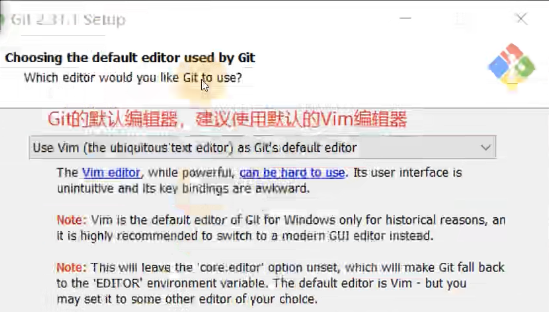 Git 2.31.1 Setup
Choosing the default editor used by Git
Which editor would you like Git to use?
Git的默认编辑器，建议使用默认的Vim编辑器
Use Vim (the ubiquitous text editor) as Git's default editor
The Vim editor, while powerful, can be hard to use. Its user interface is
unintuitive and its key bindings are awkward.
Note: Vim is the default editor of Git for Windows only for historical reasons, an
it is highly recommended to switch to a modern GUI editor instead.
Note: This will leave the 'core.editor' option unset, which will make Git fall back
to the 'EDITOR' environment variable. The default editor is Vim - but you
may set it to some other editor of your choice.